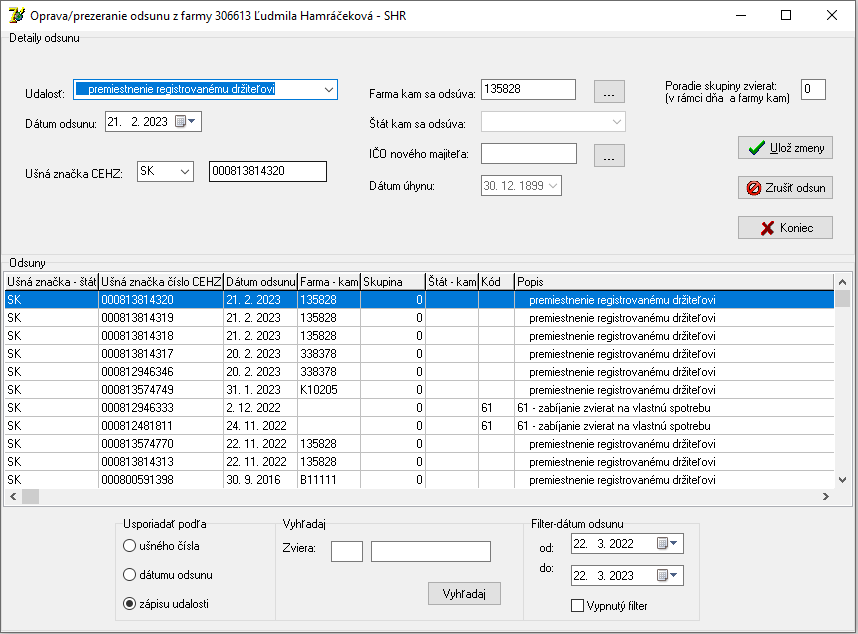 Oprava/prezeranie odsunu z farmy 306613 Ľudmila Hamráčeková - SHR
Detaily odsunu
Udalosť: premiestnenie registrovanému držiteľovi
Dátum odsunu: 21. 2. 2023
Ušná značka CEHZ: SK 000813814320
Farma kam sa odsúva: 135828 ...
Štát kam sa odsúva:
IČO nového majiteľa: ...
Dátum úhynu: 30. 12. 1899
Poradie skupiny zvierat: 0
(v rámci dňa a farmy kam)
Ulož zmeny
Zrušiť odsun
Koniec
Odsuny
Ušná značka - štát Ušná značka číslo CEHZ Dátum odsunu Farma - kam Skupina Štát - kam Kód Popis
SK 000813814320 21. 2. 2023 135828 0 premiestnenie registrovanému držiteľovi
SK 000813814319 21. 2. 2023 135828 0 premiestnenie registrovanému držiteľovi
SK 000813814318 21. 2. 2023 135828 0 premiestnenie registrovanému držiteľovi
SK 000813814317 20. 2. 2023 338378 0 premiestnenie registrovanému držiteľovi
SK 000812946346 20. 2. 2023 338378 0 premiestnenie registrovanému držiteľovi
SK 000813574749 31. 1. 2023 K10205 0 premiestnenie registrovanému držiteľovi
SK 000812946333 2. 12. 2022 0 61 61 - zabíjanie zvierat na vlastnú spotrebu
SK 000812481811 24. 11. 2022 0 61 61 - zabíjanie zvierat na vlastnú spotrebu
SK 000813574770 22. 11. 2022 135828 0 premiestnenie registrovanému držiteľovi
SK 000813814313 22. 11. 2022 135828 0 premiestnenie registrovanému držiteľovi
SK 000800591398 30. 9. 2016 B11111 0 premiestnenie registrovanému držiteľovi
Usporiadať podľa
ušného čísla
dátumu odsunu
zápisu udalosti
Vyhľadaj
Zviera:
Vyhľadaj
Filter-dátum odsunu
od: 22. 3. 2022
do: 22. 3. 2023
Vypnutý filter